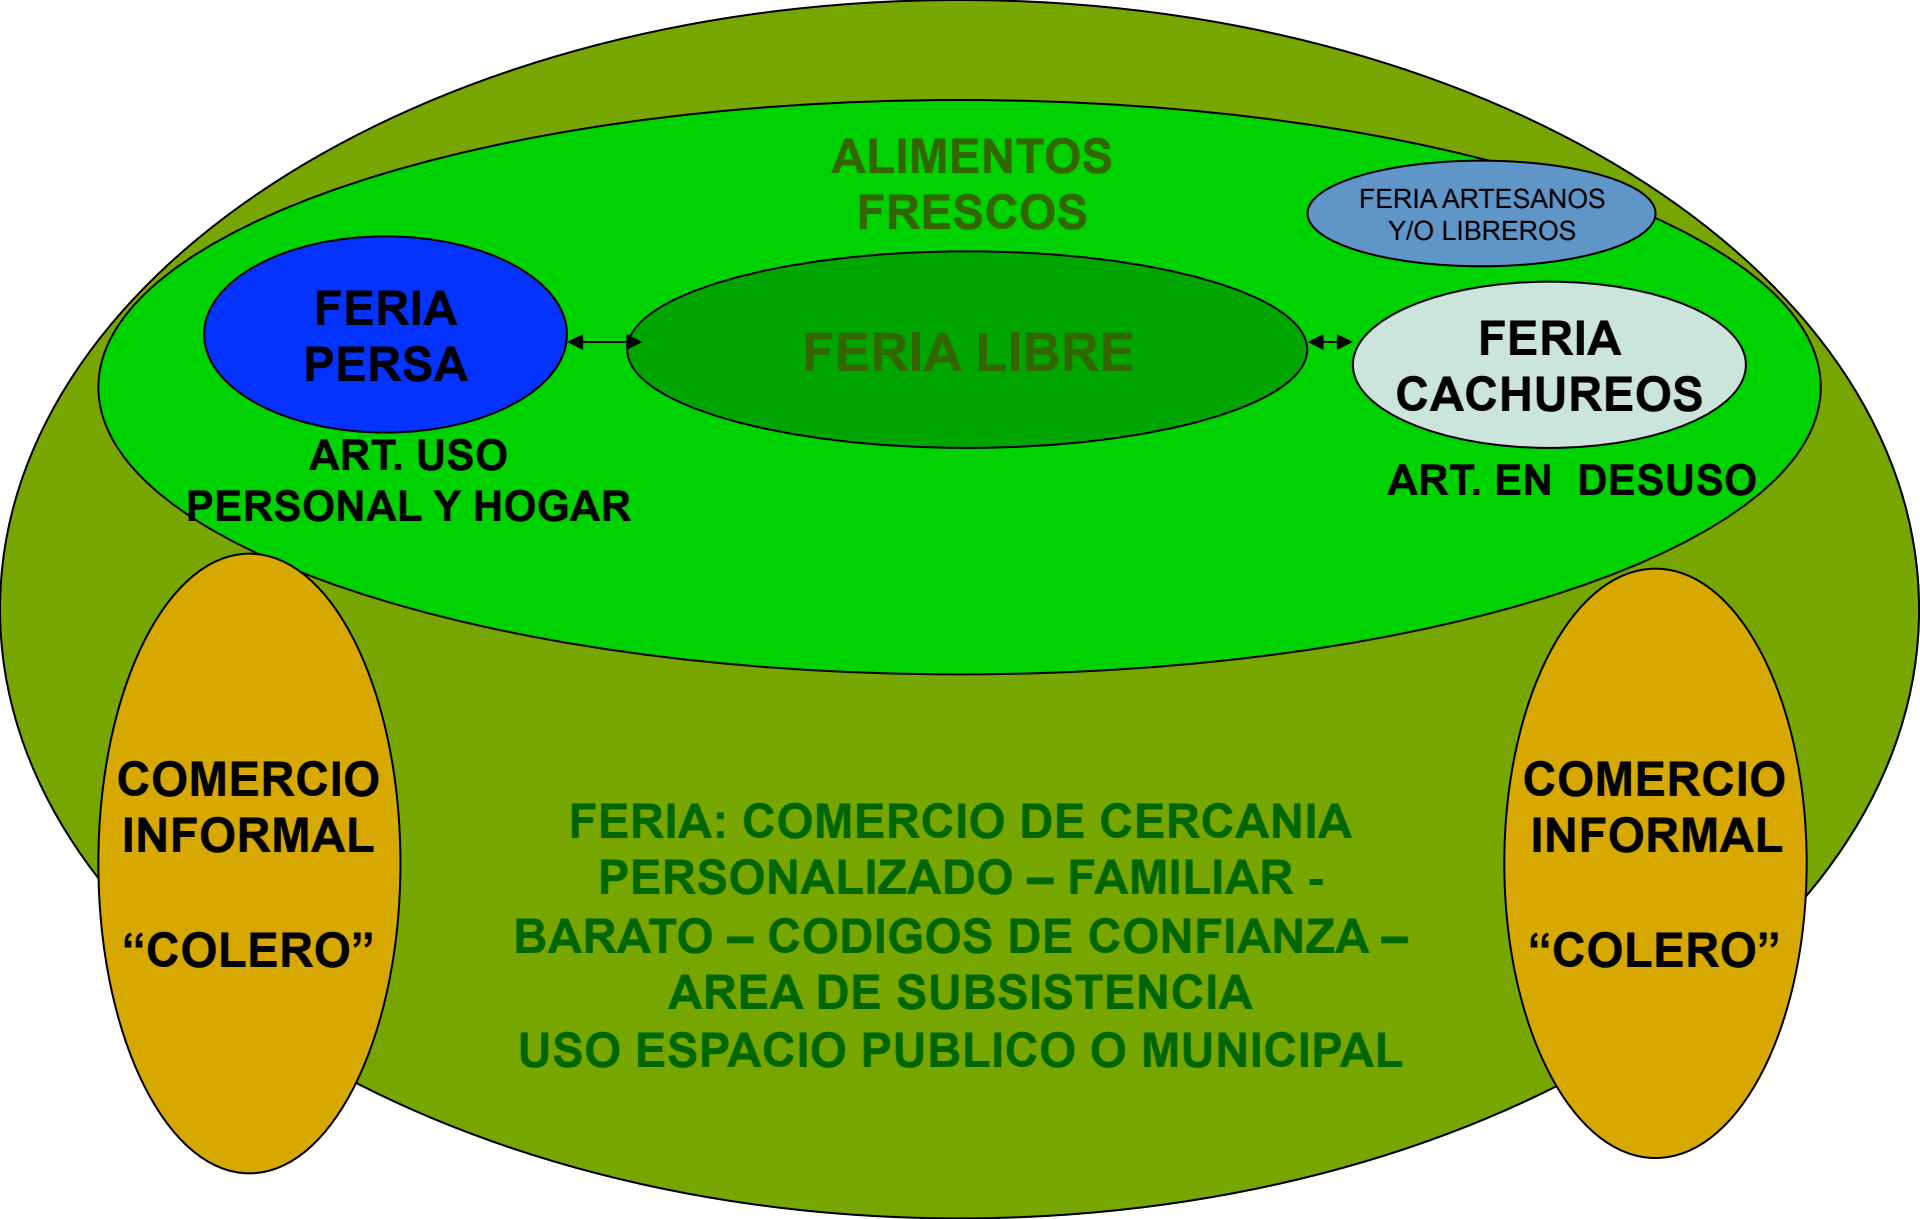 ALIMENTOS
FRESCOS
FERIA ARTESANOS
Y/O LIBREROS
FERIA
PERSA
FERIA LIBRE
FERIA
CACHUREOS
ART. USO
PERSONAL Y HOGAR
ART. EN  DESUSO
COMERCIO
INFORMAL
“COLERO”
FERIA: COMERCIO DE CERCANIA
PERSONALIZADO – FAMILIAR -
BARATO – CODIGOS DE CONFIANZA –
AREA DE SUBSISTENCIA
USO ESPACIO PUBLICO O MUNICIPAL
COMERCIO
INFORMAL
“COLERO”